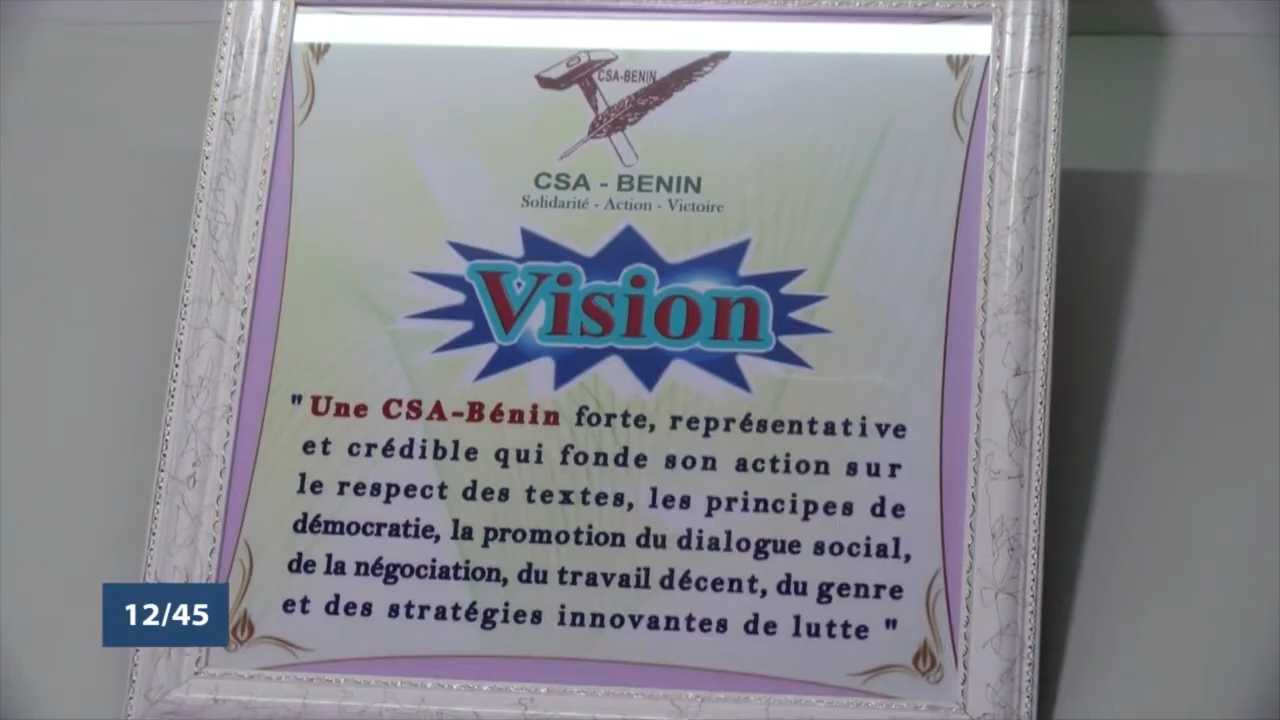 CSA-BENIN
CSA - BENIN
Solidarité - Action - Victoire
Vision
"Une CSA-Bénin forte, représentative
et crédible qui fonde son action sur
le respect des textes, les principes de
démocratie, la promotion du dialogue social,
de la négociation, du travail décent, du genre
et des stratégies innovantes de lutte "
12/45